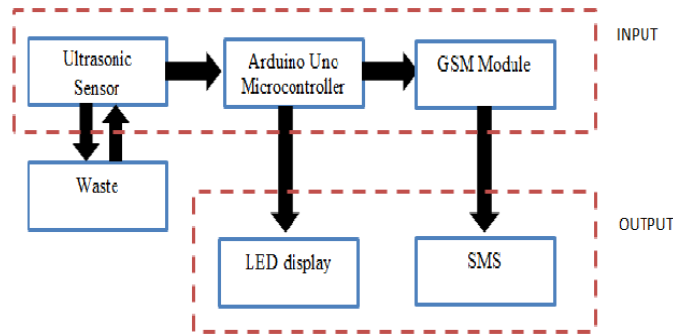 INPUT
Ultrasonic
Sensor
Arduino Uno
Microcontroller
GSM Module
Waste
OUTPUT
LED display
SMS